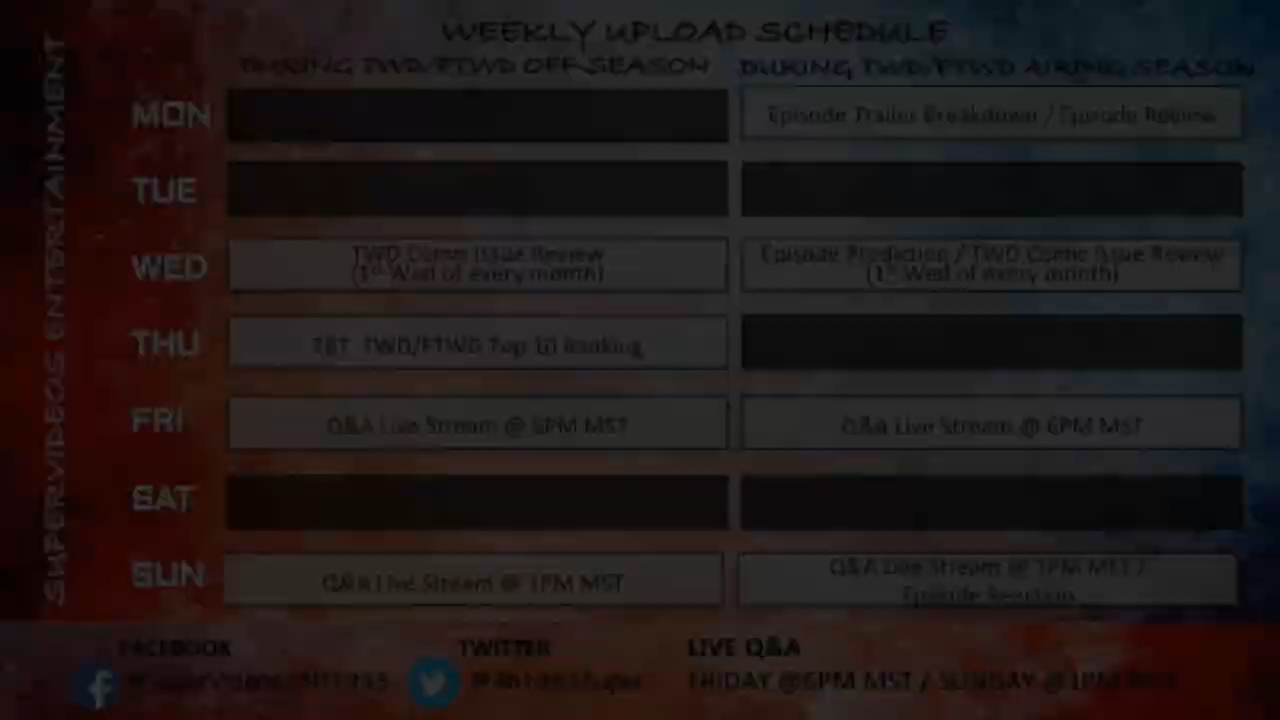 WEEKLY UPLOAD SCHEDULE
DURING TWD/FTWD OFF SEASON
DURING TWD/FTWD AIRING SEASON
SUPERVIDEOS ENTERTAINMENT
MON
Episode Trailer Breakdown / Episode Review
TUE
WED
TWD Comic Issue Review
(1st Wed of every month)
Episode Prediction / TWD Comic Issue Review
(1st Wed of every month)
THU
TBT TWD/FTWD Top 10 Ranking
FRI
Q&A Live Stream @ 6PM MST
Q&A Live Stream @ 6PM MST
SAT
SUN
Q&A Live Stream @ 1PM MST
Q&A Live Stream @ 1PM MST /
Episode Reaction
FACEBOOK
TWITTER
LIVE Q&A
FRIDAY @6PM MST / SUNDAY @1PM MST